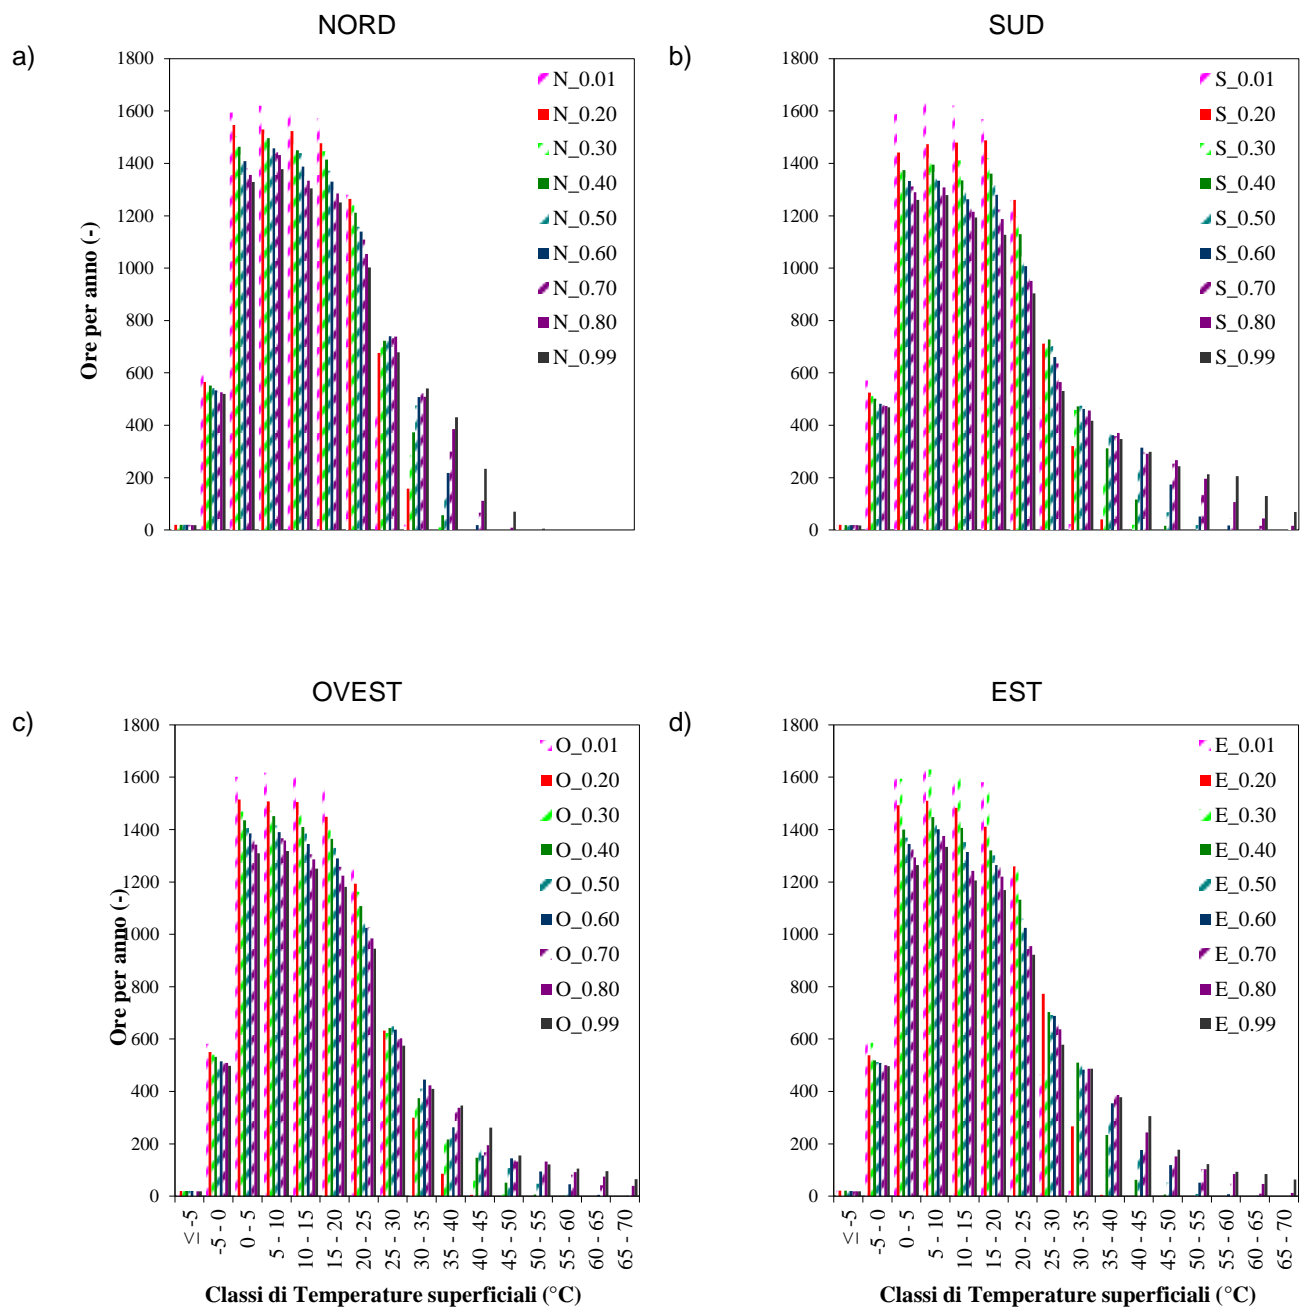 NORD
a)
1800
1600
1400
1200
1000
800
600
400
200
0
Ore per anno (-)
N_0.01
N_0.20
N_0.30
N_0.40
N_0.50
N_0.60
N_0.70
N_0.80
N_0.99
SUD
b)
1800
1600
1400
1200
1000
800
600
400
200
0
S_0.01
S_0.20
S_0.30
S_0.40
S_0.50
S_0.60
S_0.70
S_0.80
S_0.99
OVEST
c)
1800
1600
1400
1200
1000
800
600
400
200
0
Ore per anno (-)
O_0.01
O_0.20
O_0.30
O_0.40
O_0.50
O_0.60
O_0.70
O_0.80
O_0.99
≤ -5
-5 - 0
0 - 5
5 - 10
10 - 15
15 - 20
20 - 25
25 - 30
30 - 35
35 - 40
40 - 45
45 - 50
50 - 55
55 - 60
60 - 65
65 - 70
Classi di Temperature superficiali (°C)
EST
d)
1800
1600
1400
1200
1000
800
600
400
200
0
E_0.01
E_0.20
E_0.30
E_0.40
E_0.50
E_0.60
E_0.70
E_0.80
E_0.99
≤ -5
-5 - 0
0 - 5
5 - 10
10 - 15
15 - 20
20 - 25
25 - 30
30 - 35
35 - 40
40 - 45
45 - 50
50 - 55
55 - 60
60 - 65
65 - 70
Classi di Temperature superficiali (°C)